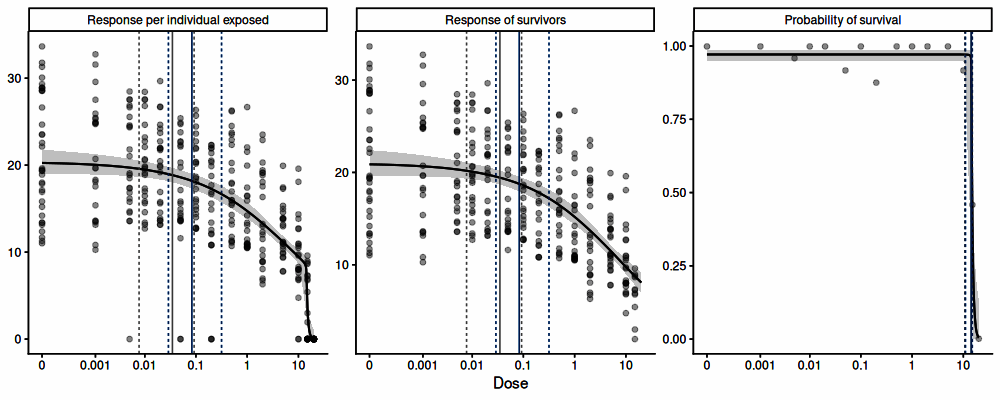 Response per individual exposed
Response of survivors
Probability of survival
30
20
10
0
30
20
10
1.00
0.75
0.50
0.25
0.00
0 0.001 0.01 0.1 1 10
0 0.001 0.01 0.1 1 10
0 0.001 0.01 0.1 1 10
Dose